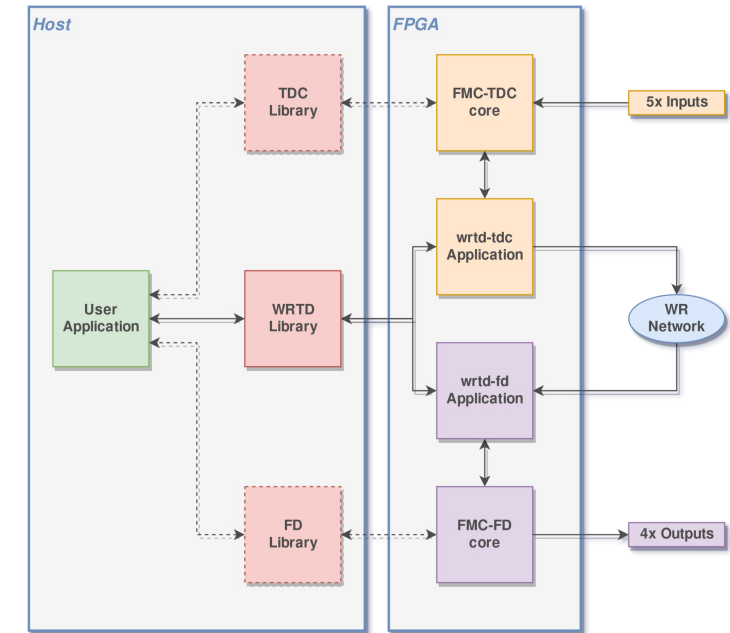 Host
FPGA
TDC
Library
FMC-TDC
core
5x Inputs
wrtd-tdc
Application
User
Application
WRTD
Library
WR
Network
wrtd-fd
Application
FD
Library
FMC-FD
core
4x Outputs